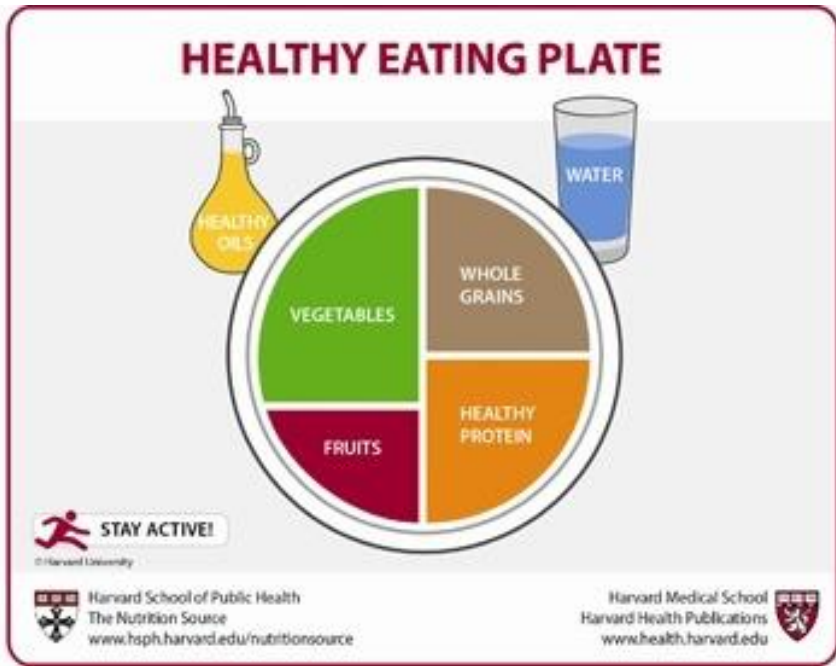 HEALTHY EATING PLATE
HEALTHY
OILS
WATER
VEGETABLES
WHOLE
GRAINS
FRUITS
HEALTHY
PROTEIN
STAY ACTIVE!
© Harvard University
Harvard School of Public Health
The Nutrition Source
www.hsph.harvard.edu/nutritionsource
Harvard Medical School
Harvard Health Publications
www.health.harvard.edu